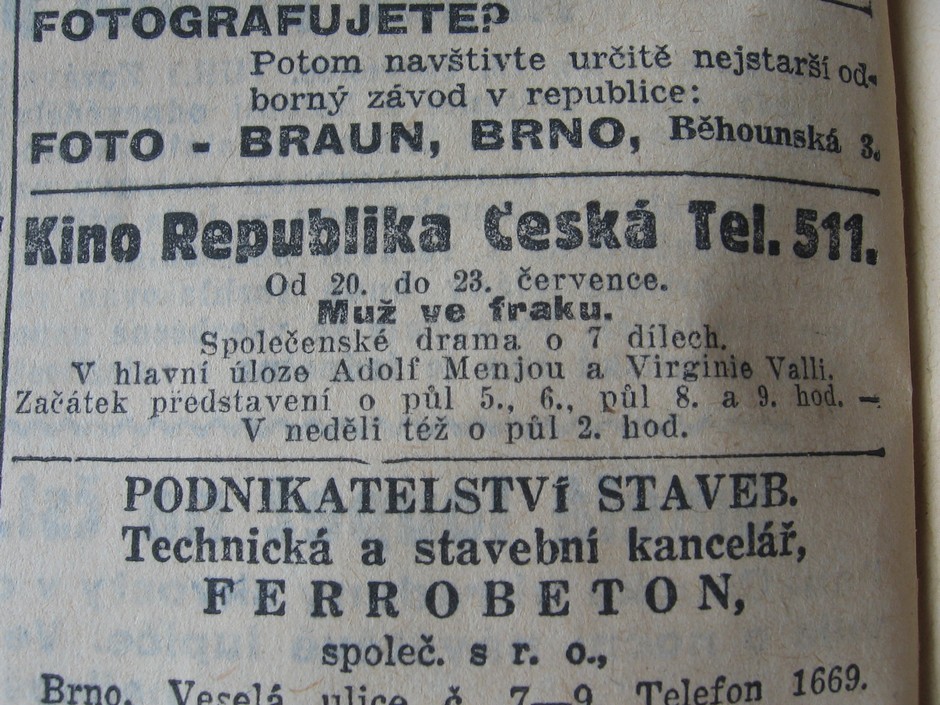 FOTOGRAFUJETE?
Potom navštivte určitě nejstarší od-
borný závod v republice:
FOTO - BRAUN, BRNO, Běhounská 3.
Kino Republika Česká Tel. 511.
Od 20. do 23. července.
Muž ve fraku.
Společenské drama o 7 dílech.
V hlavní úloze Adolf Menjou a Virginie Valli.
Začátek představení o půl 5., 6., půl 8. a 9. hod. —
V neděli též o půl 2. hod.
PODNIKATELSTVí STAVEB.
Technická a stavební kancelář,
FERROBETON,
společ. s r. o.,
Brno, Veselá ulice č. 7—9. Telefon 1669.